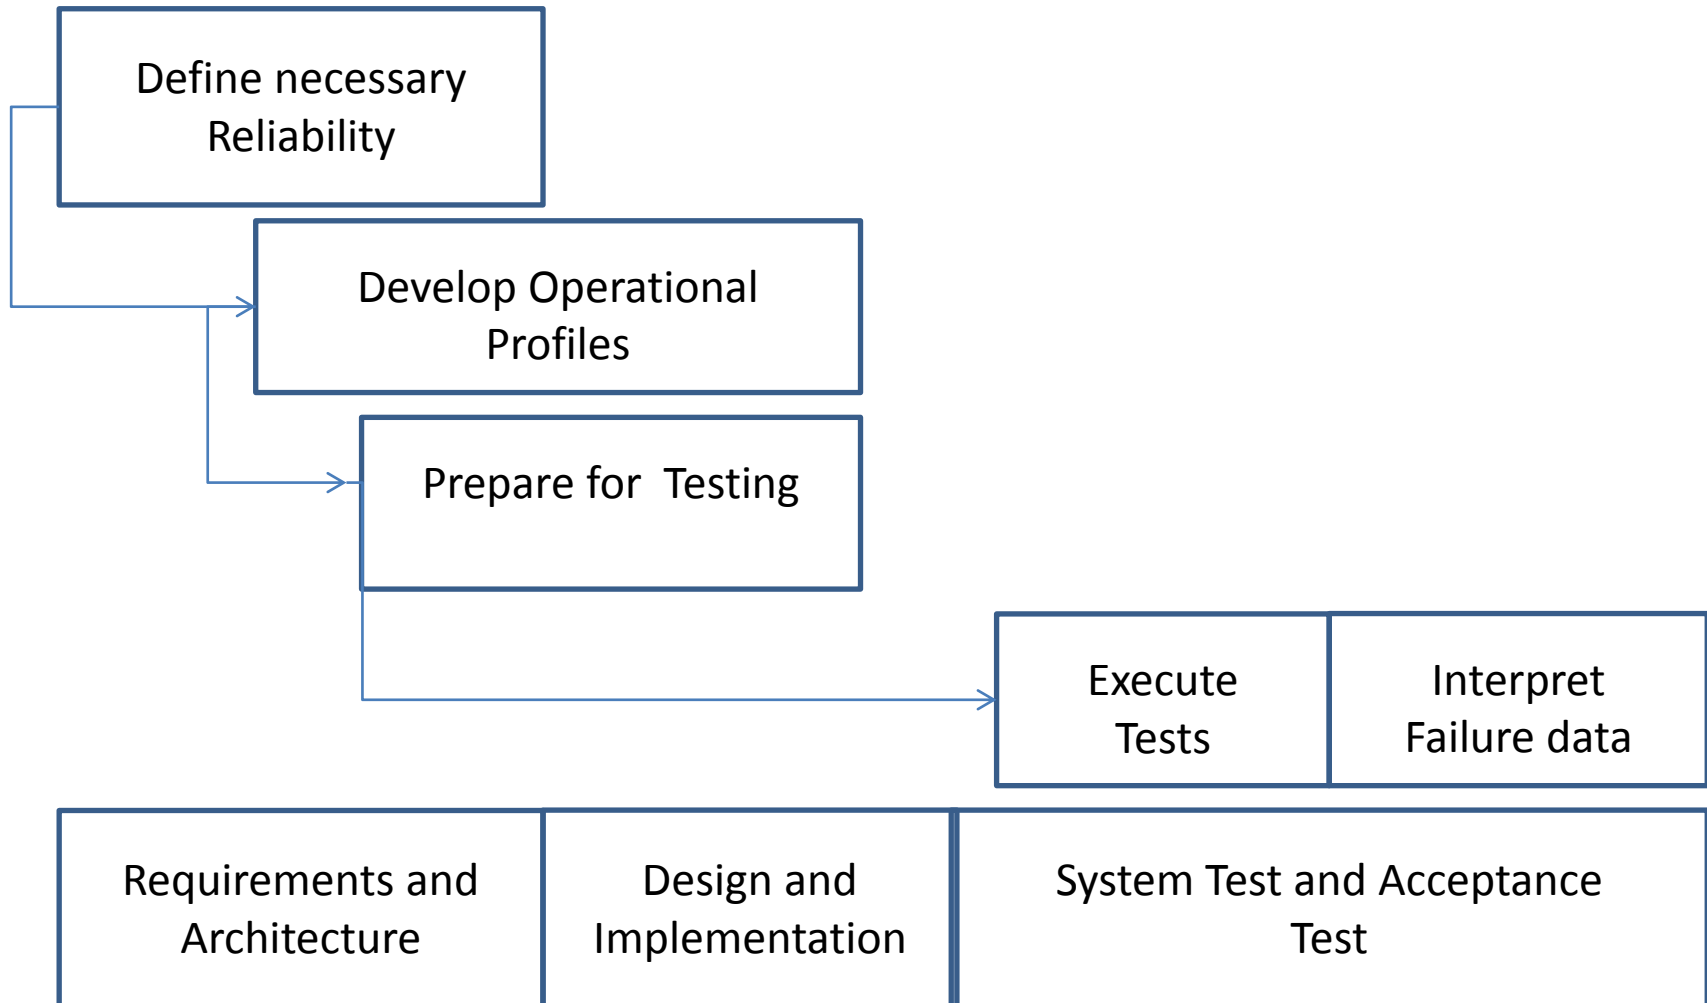 Define necessary
Reliability
Develop Operational
Profiles
Prepare for  Testing
Execute
Tests
Interpret
Failure data
Requirements and
Architecture
Design and
Implementation
System Test and Acceptance
Test